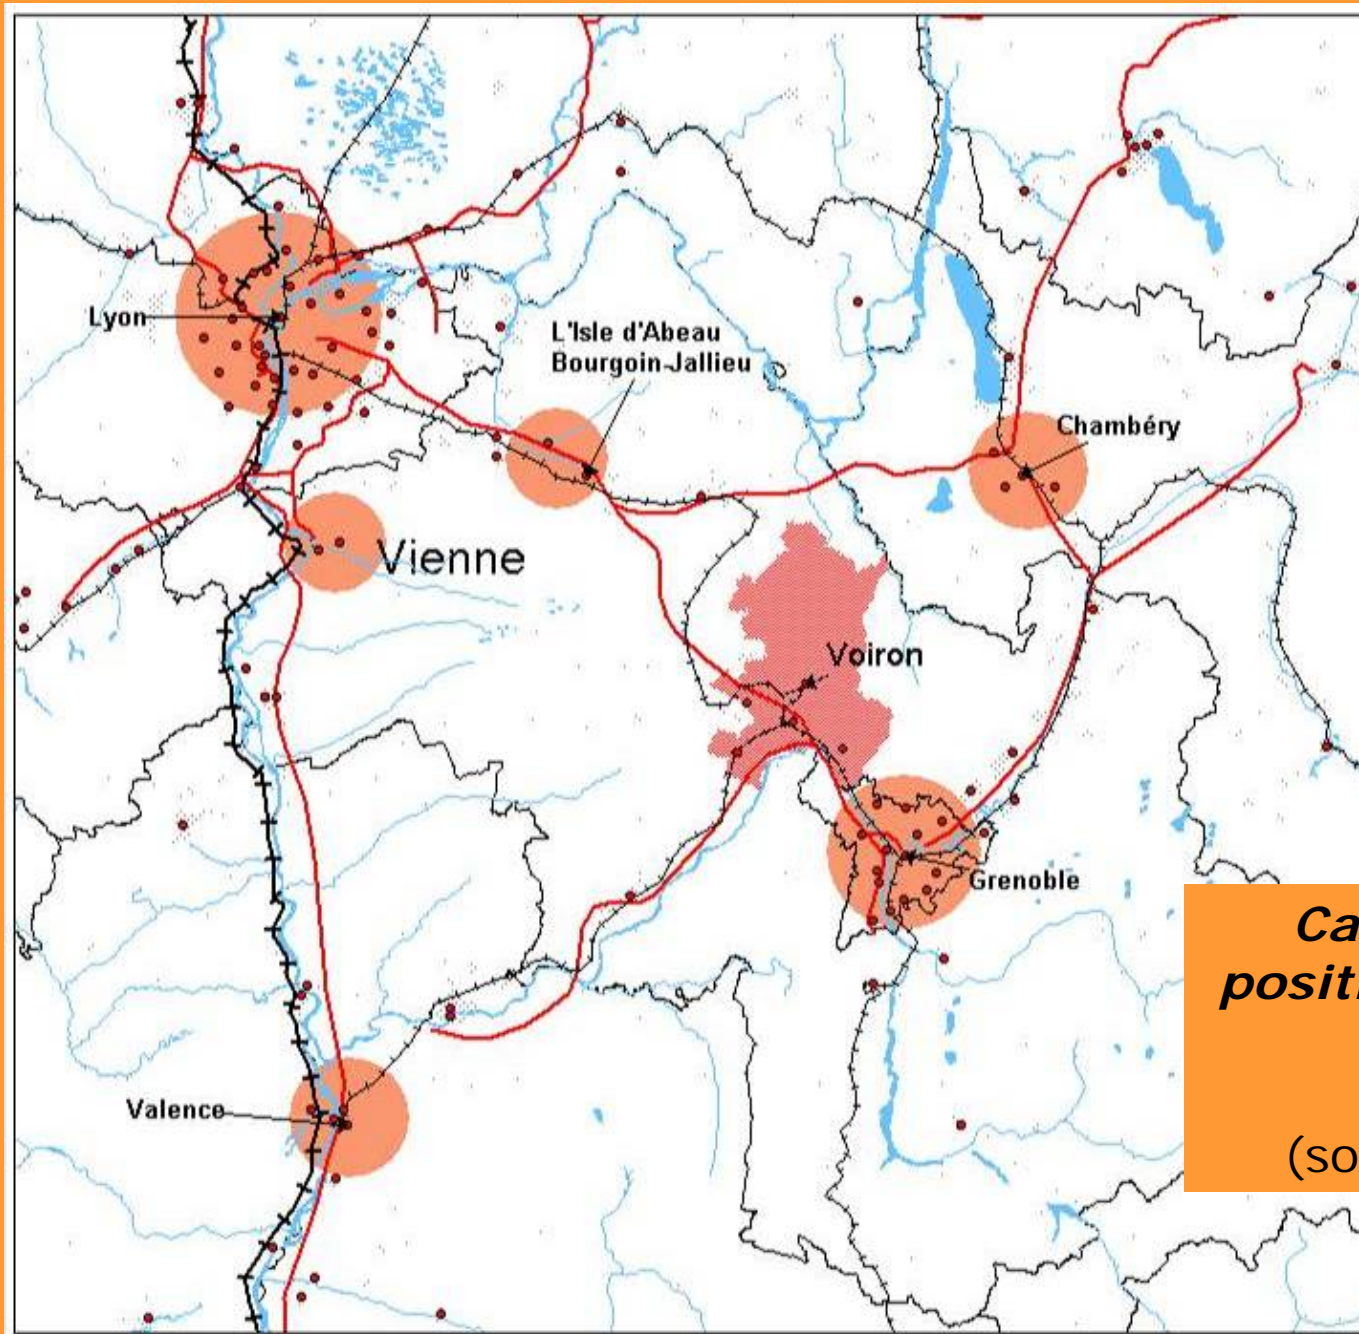 Lyon
L'Isle d'Abeau
Bourgoin-Jallieu
Chambéry
Vienne
Voiron
Grenoble
Valence